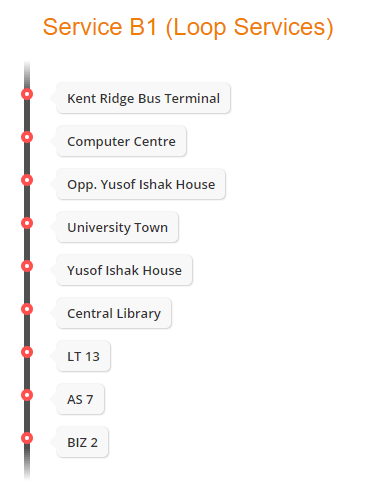 Service B1 (Loop Services)
Kent Ridge Bus Terminal
Computer Centre
Opp. Yusof Ishak House
University Town
Yusof Ishak House
Central Library
LT 13
AS 7
BIZ 2